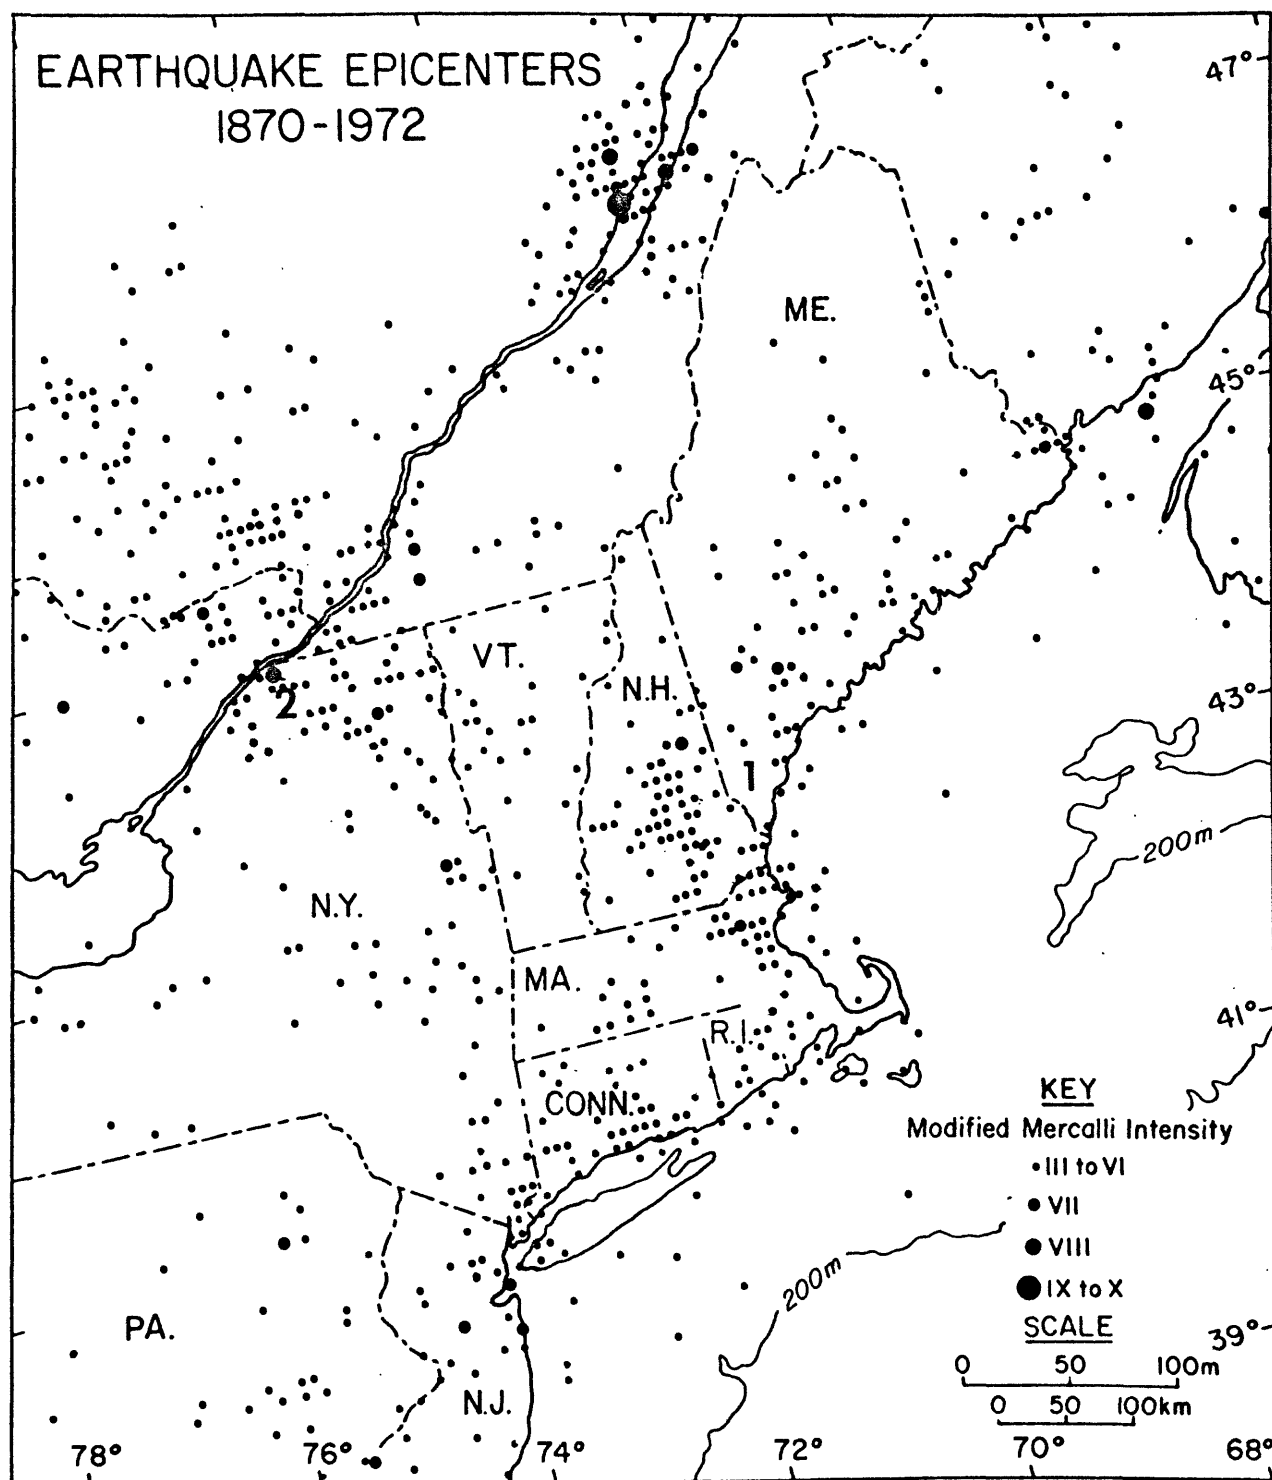 EARTHQUAKE EPICENTERS
1870-1972
47°
ME.
45°
VT.
N.H.
43°
2
1
200m
N.Y.
MA.
R.I.
41°
CONN.
KEY
Modified Mercalli Intensity
III to VI
VII
VIII
IX to X
200m
PA.
SCALE
39°
0 50 100m
0 50 100km
N.J.
78° 76° 74° 72° 70° 68°